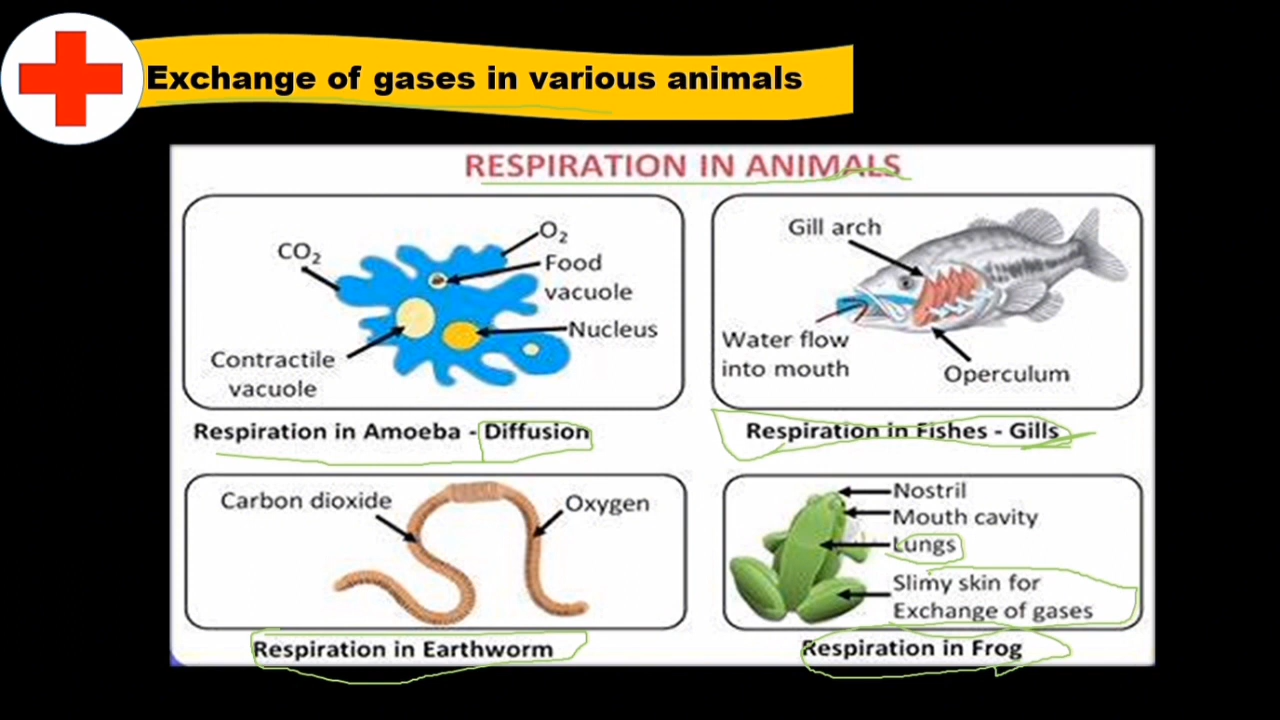 Exchange of gases in various animals
RESPIRATION IN ANIMALS
CO₂
O₂
Food
vacuole
Nucleus
Contractile
vacuole
Respiration in Amoeba - Diffusion
Gill arch
Water flow
into mouth
Operculum
Respiration in Fishes - Gills
Carbon dioxide
Oxygen
Respiration in Earthworm
Nostril
Mouth cavity
Lungs
Slimy skin for
Exchange of gases
Respiration in Frog